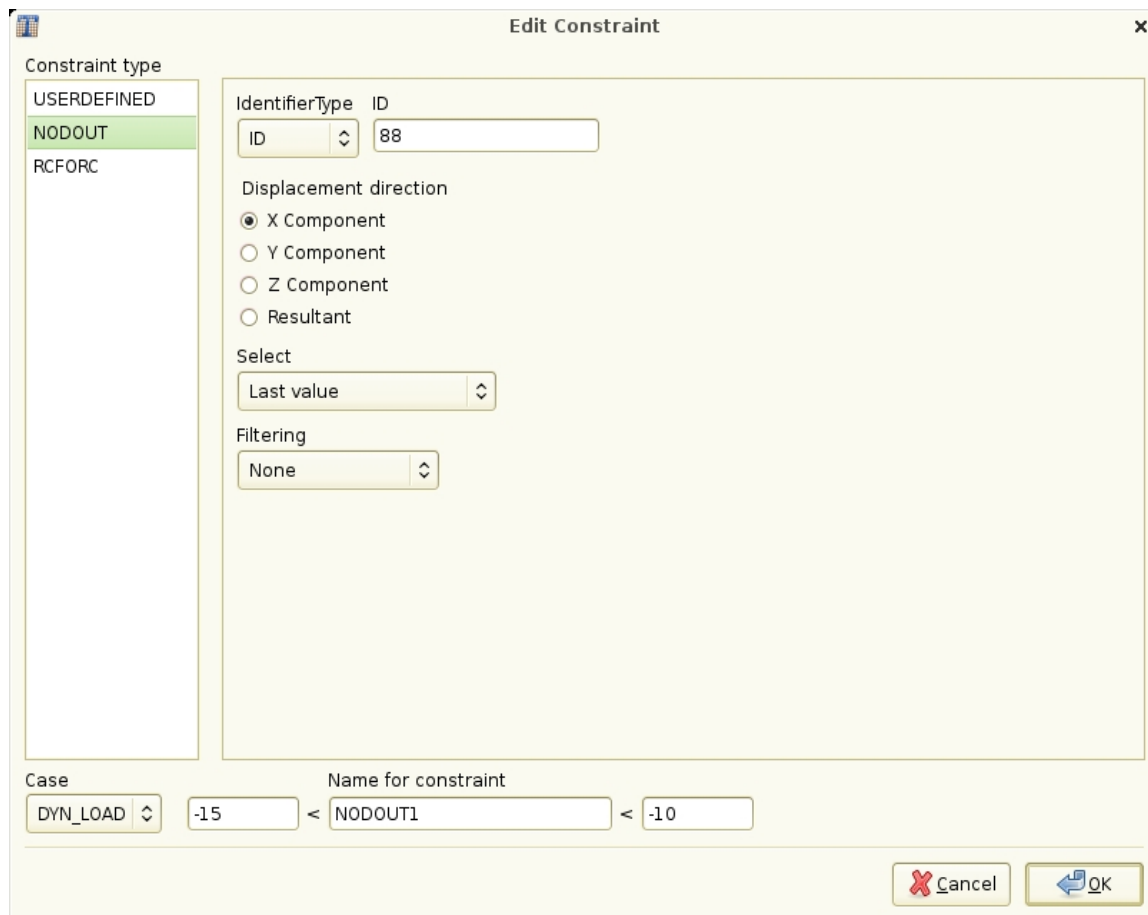 Edit Constraint
Constraint type
USERDEFINED
NODOUT
RCFORC
IdentifierType ID
ID 88
Displacement direction
X Component
Y Component
Z Component
Resultant
Select
Last value
Filtering
None
Case Name for constraint
DYN_LOAD -15 < NODOUT1 < -10
Cancel OK